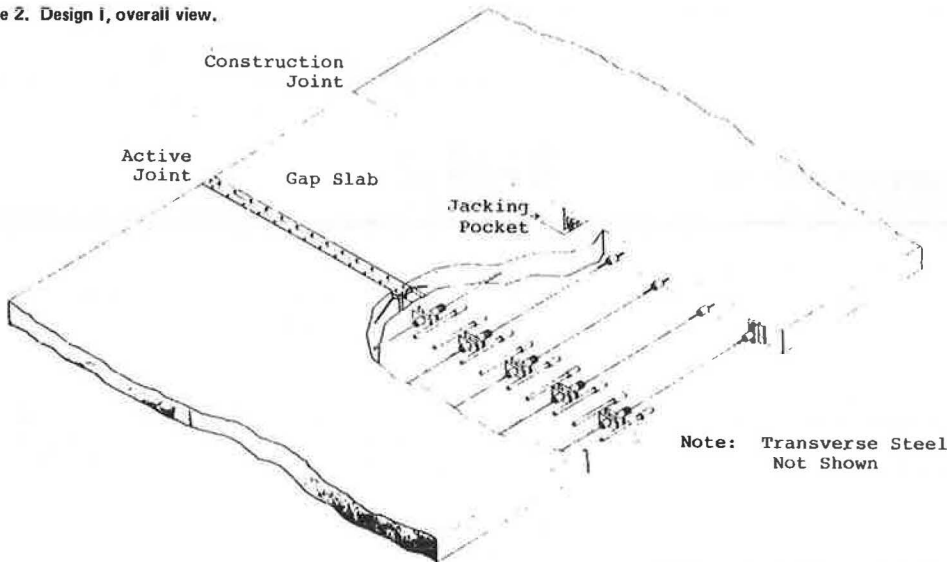 e 2. Design I, overall view.
Construction
Joint
Active
Joint
Gap Slab
Jacking
Pocket
Note: Transverse Steel
Not Shown